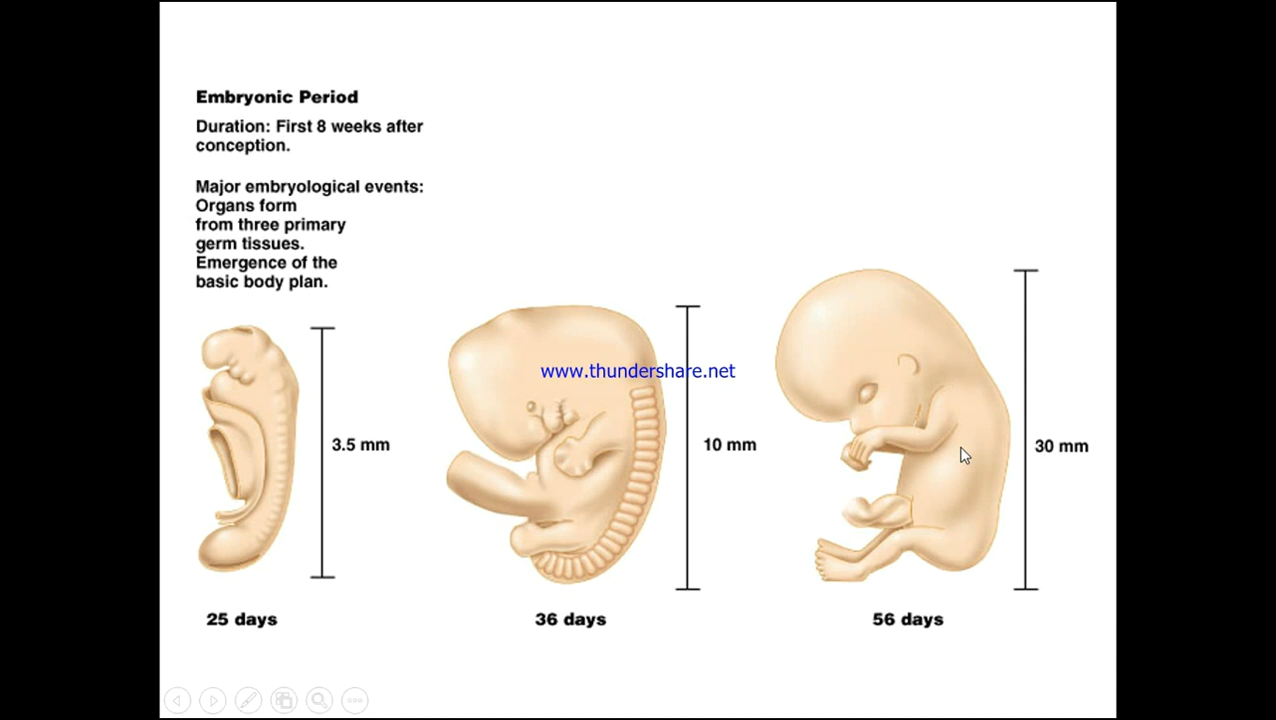 Embryonic Period
Duration: First 8 weeks after
conception.
Major embryological events:
Organs form
from three primary
germ tissues.
Emergence of the
basic body plan.
www.thundershare.net
3.5 mm
10 mm
30 mm
25 days
36 days
56 days